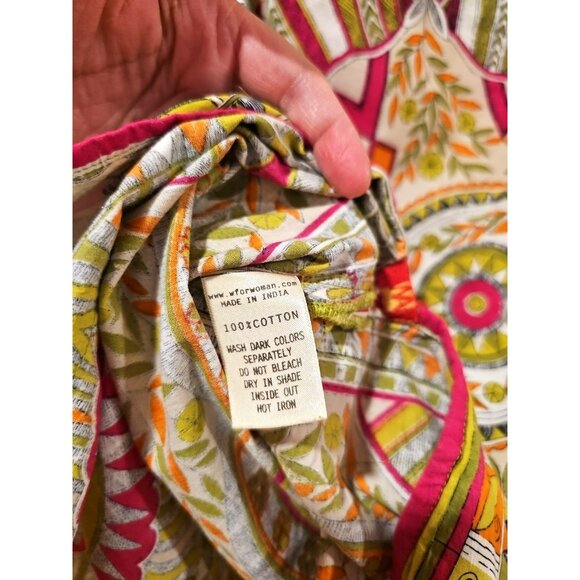 www.wforwoman.com
MADE IN INDIA
100%COTTON
WASH DARK COLORS
SEPARATELY
DO NOT BLEACH
DRY IN SHADE
INSIDE OUT
HOT IRON